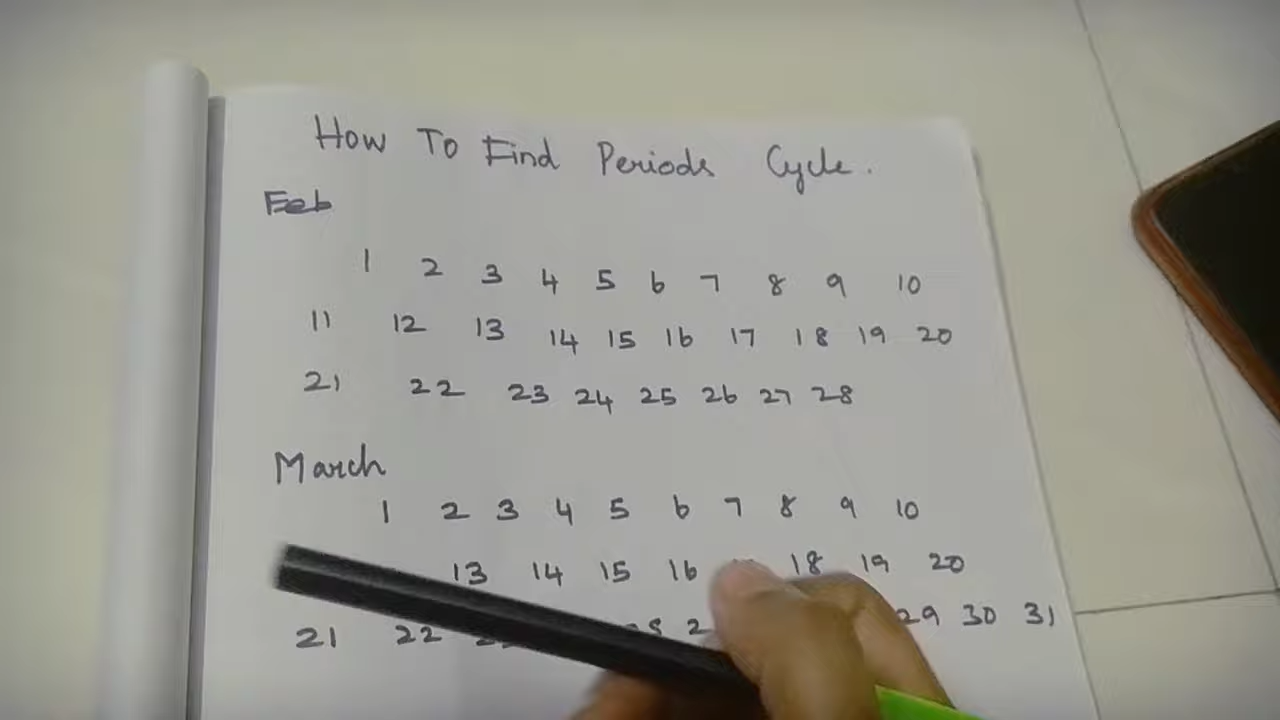 How To Find Periods Cycle.
Feb
1 2 3 4 5 6 7 8 9 10
11 12 13 14 15 16 17 18 19 20
21 22 23 24 25 26 27 28
March
1 2 3 4 5 6 7 8 9 10
13 14 15 16 18 19 20
21 22 29 30 31